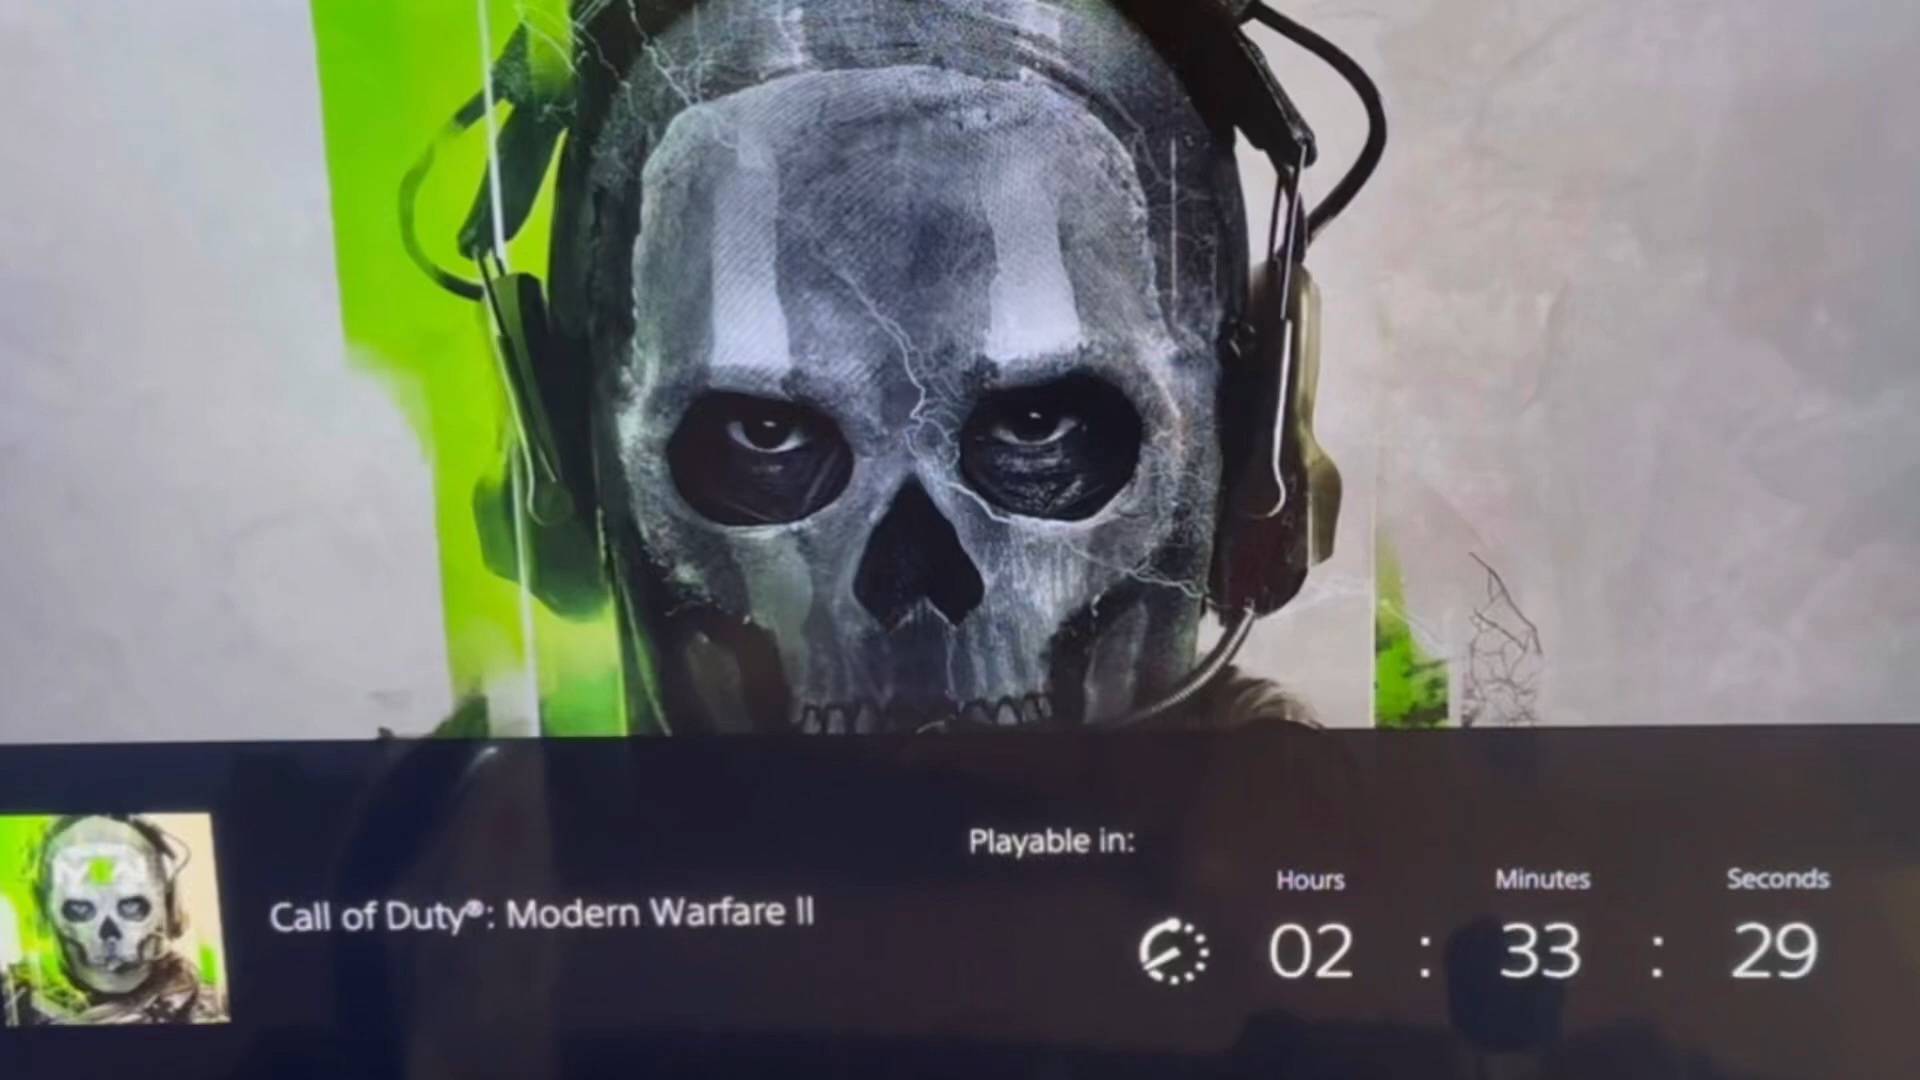 Playable in:
Hours Minutes Seconds
Call of Duty®: Modern Warfare II
02 : 33 : 29